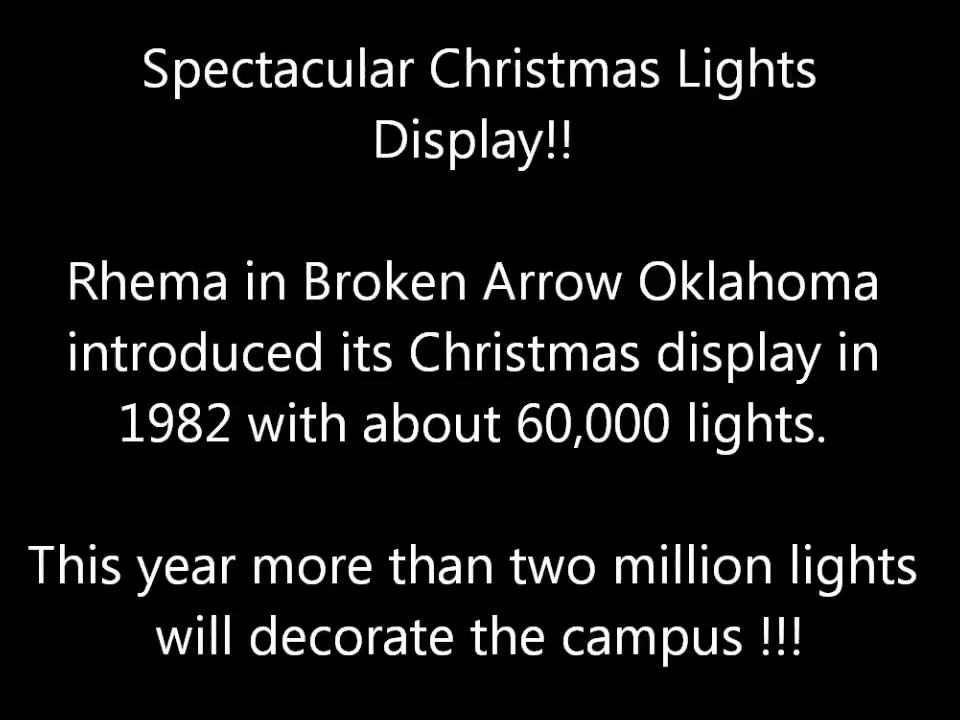 Spectacular Christmas Lights
Display!!
Rhema in Broken Arrow Oklahoma
introduced its Christmas display in
1982 with about 60,000 lights.
This year more than two million lights
will decorate the campus !!!